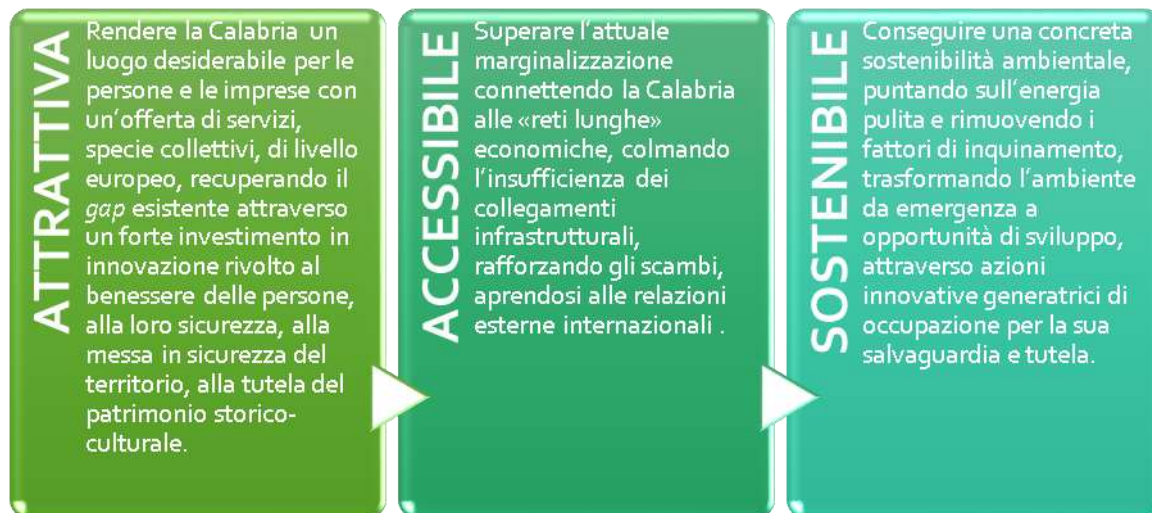 ATTRATTIVA
Rendere la Calabria un
luogo desiderabile per le
persone e le imprese con
un'offerta di servizi,
specie collettivi, di livello
europeo, recuperando il
gap esistente attraverso
un forte investimento in
innovazione rivolto al
benessere delle persone,
alla loro sicurezza, alla
messa in sicurezza del
territorio, alla tutela del
patrimonio storico-
culturale.
ACCESSIBILE
Superare l'attuale
marginalizzazione
connettendo la Calabria
alle «reti lunghe»
economiche, colmando
l'insufficienza dei
collegamenti
infrastrutturali,
rafforzando gli scambi,
aprendosi alle relazioni
esterne internazionali .
SOSTENIBILE
Conseguire una concreta
sostenibilità ambientale,
puntando sull'energia
pulita e rimuovendo i
fattori di inquinamento,
trasformando l'ambiente
da emergenza a
opportunità di sviluppo,
attraverso azioni
innovative generatrici di
occupazione per la sua
salvaguardia e tutela.